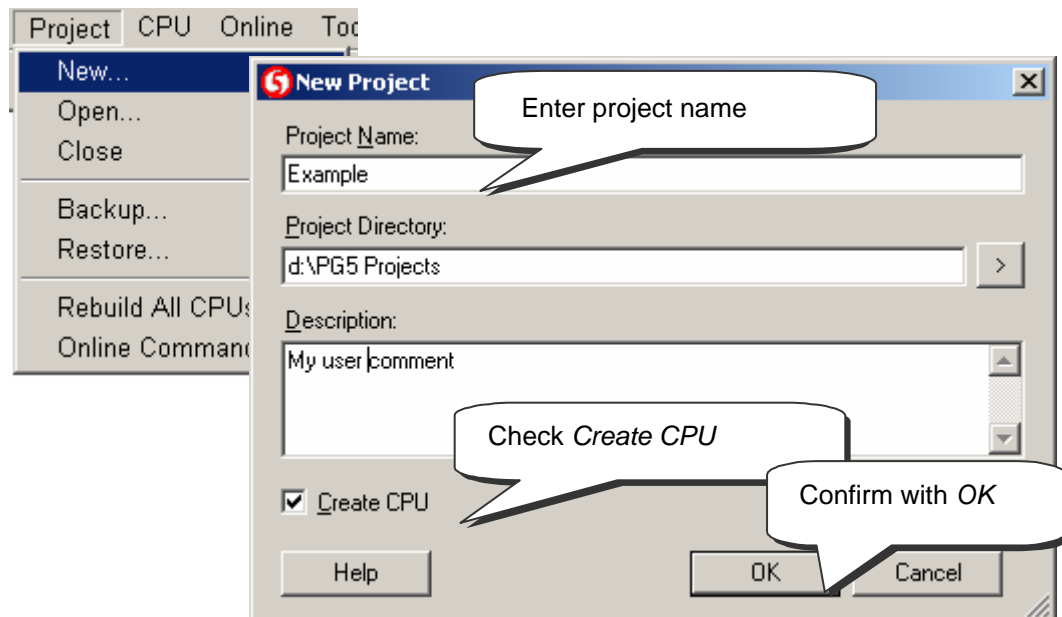 Project CPU Online
New...
Open...
Close
Backup...
Restore...
Rebuild All CPUs
Online
New Project
Enter project name
Project Name:
Example
Project Directory:
d:\PG5 Projects
>
Description:
My user comment
Check Create CPU
Create CPU
Confirm with OK
Help
OK
Cancel